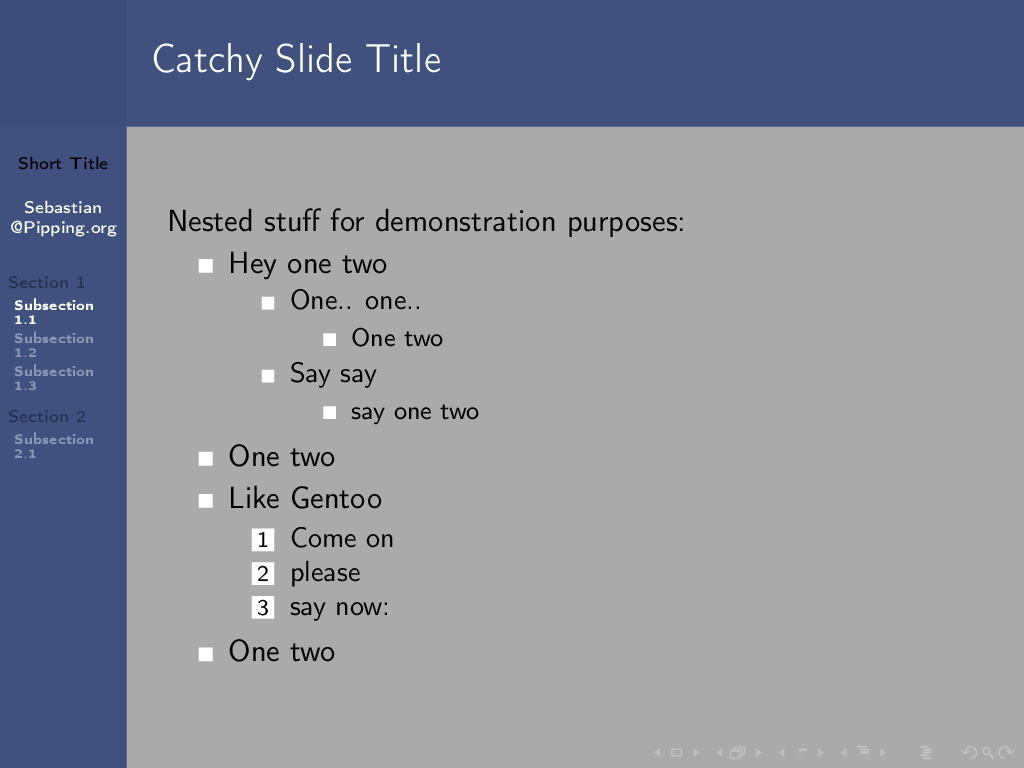 Catchy Slide Title
Short Title
Sebastian
@Pipping.org
Section 1
Subsection
1.1
Subsection
1.2
Subsection
1.3
Section 2
Subsection
2.1
Nested stuff for demonstration purposes:
Hey one two
One.. one..
One two
Say say
say one two
One two
Like Gentoo
1 Come on
2 please
3 say now:
One two